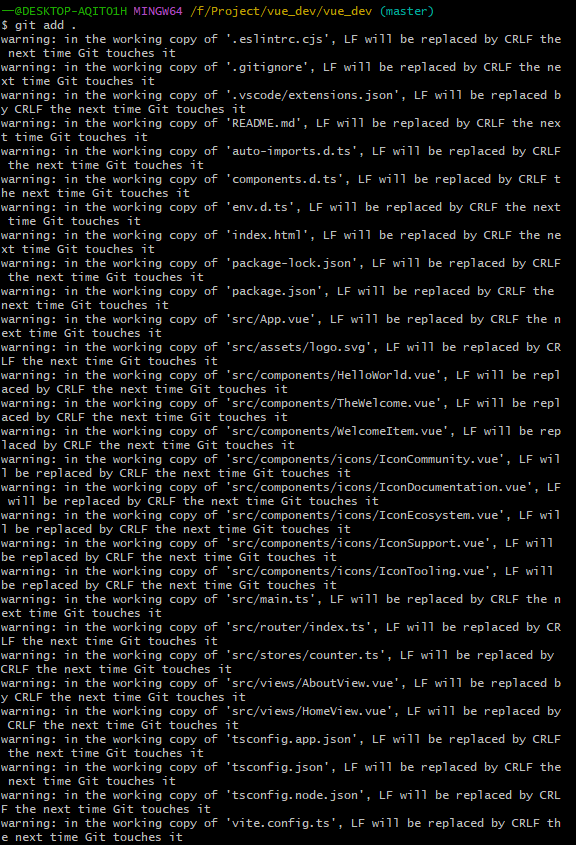 一一@DESKTOP-AQITO1H MINGW64 /f/Project/vue_dev/vue_dev (master)
$ git add .
warning: in the working copy of '.eslintrc.cjs', LF will be replaced by CRLF the
 next time Git touches it
warning: in the working copy of '.gitignore', LF will be replaced by CRLF the ne
xt time Git touches it
warning: in the working copy of '.vscode/extensions.json', LF will be replaced b
y CRLF the next time Git touches it
warning: in the working copy of 'README.md', LF will be replaced by CRLF the nex
t time Git touches it
warning: in the working copy of 'auto-imports.d.ts', LF will be replaced by CRLF
 the next time Git touches it
warning: in the working copy of 'components.d.ts', LF will be replaced by CRLF t
he next time Git touches it
warning: in the working copy of 'env.d.ts', LF will be replaced by CRLF the next
 time Git touches it
warning: in the working copy of 'index.html', LF will be replaced by CRLF the ne
xt time Git touches it
warning: in the working copy of 'package-lock.json', LF will be replaced by CRLF
 the next time Git touches it
warning: in the working copy of 'package.json', LF will be replaced by CRLF the
next time Git touches it
warning: in the working copy of 'src/App.vue', LF will be replaced by CRLF the n
ext time Git touches it
warning: in the working copy of 'src/assets/logo.svg', LF will be replaced by CR
LF the next time Git touches it
warning: in the working copy of 'src/components/HelloWorld.vue', LF will be repl
aced by CRLF the next time Git touches it
warning: in the working copy of 'src/components/TheWelcome.vue', LF will be repl
aced by CRLF the next time Git touches it
warning: in the working copy of 'src/components/WelcomeItem.vue', LF will be rep
laced by CRLF the next time Git touches it
warning: in the working copy of 'src/components/icons/IconCommunity.vue', LF wil
l be replaced by CRLF the next time Git touches it
warning: in the working copy of 'src/components/icons/IconDocumentation.vue', LF
 will be replaced by CRLF the next time Git touches it
warning: in the working copy of 'src/components/icons/IconEcosystem.vue', LF wil
l be replaced by CRLF the next time Git touches it
warning: in the working copy of 'src/components/icons/IconSupport.vue', LF will
be replaced by CRLF the next time Git touches it
warning: in the working copy of 'src/components/icons/IconTooling.vue', LF will
be replaced by CRLF the next time Git touches it
warning: in the working copy of 'src/main.ts', LF will be replaced by CRLF the n
ext time Git touches it
warning: in the working copy of 'src/router/index.ts', LF will be replaced by CR
LF the next time Git touches it
warning: in the working copy of 'src/stores/counter.ts', LF will be replaced by
CRLF the next time Git touches it
warning: in the working copy of 'src/views/AboutView.vue', LF will be replaced b
y CRLF the next time Git touches it
warning: in the working copy of 'src/views/HomeView.vue', LF will be replaced by
 CRLF the next time Git touches it
warning: in the working copy of 'tsconfig.app.json', LF will be replaced by CRLF
 the next time Git touches it
warning: in the working copy of 'tsconfig.json', LF will be replaced by CRLF the
 next time Git touches it
warning: in the working copy of 'tsconfig.node.json', LF will be replaced by CRL
F the next time Git touches it
warning: in the working copy of 'vite.config.ts', LF will be replaced by CRLF th
e next time Git touches it